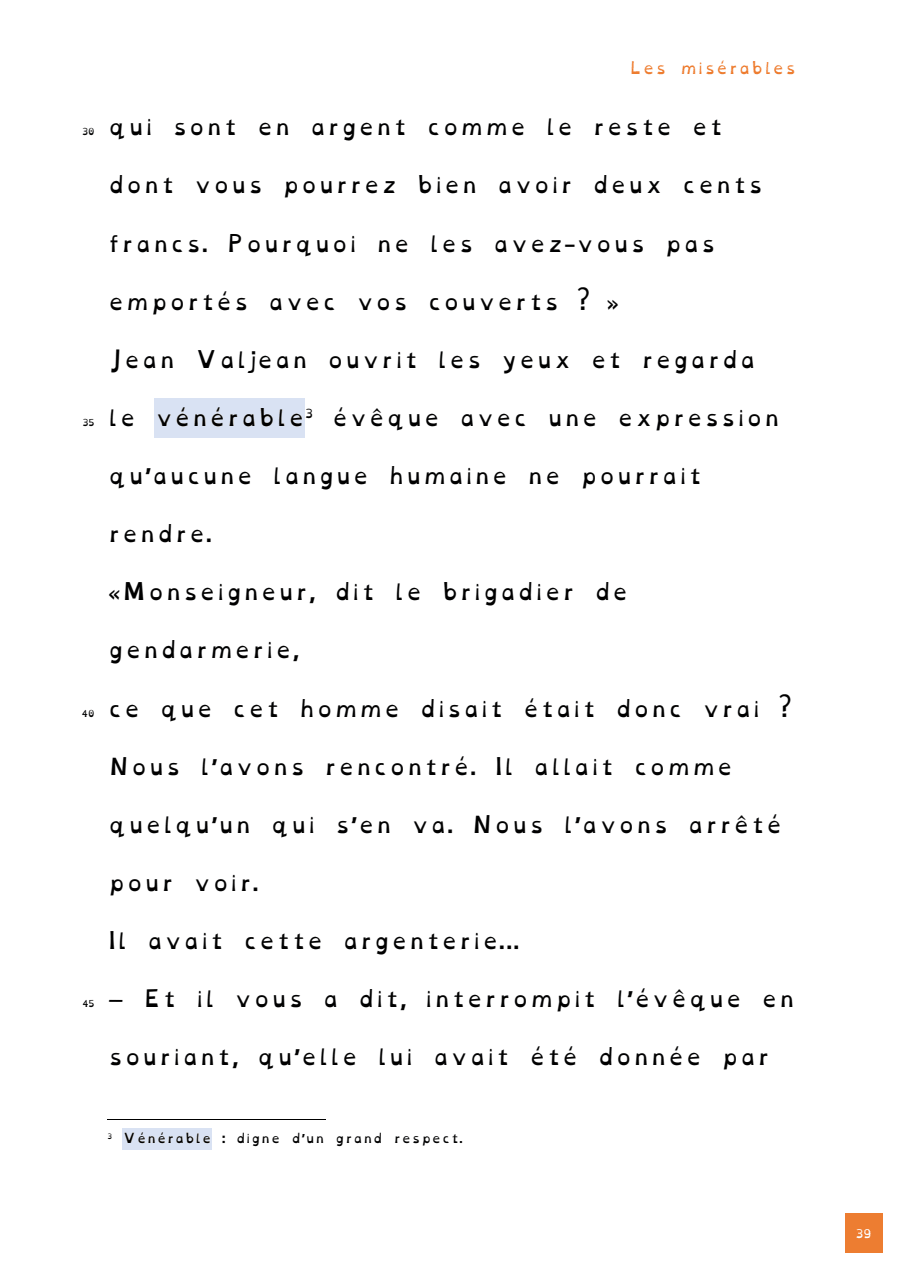 Les misérables
30 qui sont en argent comme le reste et
dont vous pourrez bien avoir deux cents
francs. Pourquoi ne les avez-vous pas
emportés avec vos couverts ? »
Jean Valjean ouvrit les yeux et regarda
35 le vénérable³ évêque avec une expression
qu'aucune langue humaine ne pourrait
rendre.
«Monseigneur, dit le brigadier de
gendarmerie,
40 ce que cet homme disait était donc vrai ?
Nous l'avons rencontré. Il allait comme
quelqu'un qui s'en va. Nous l'avons arrêté
pour voir.
Il avait cette argenterie…
45 – Et il vous a dit, interrompit l'évêque en
souriant, qu'elle lui avait été donnée par
³ Vénérable : digne d'un grand respect.
39